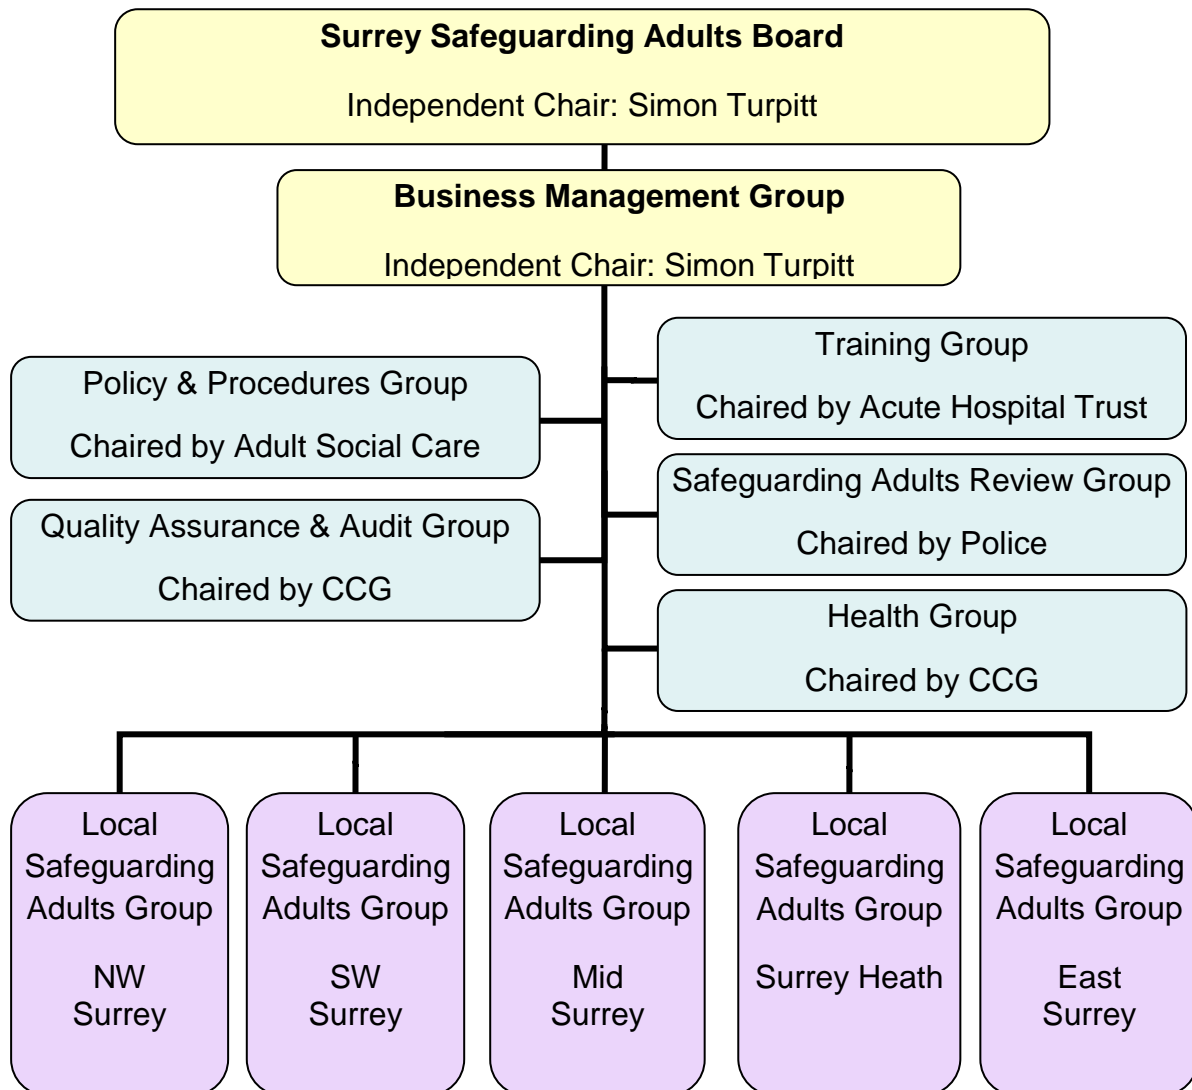 Surrey Safeguarding Adults Board
Independent Chair: Simon Turpitt
Business Management Group
Independent Chair: Simon Turpitt
Policy & Procedures Group
Chaired by Adult Social Care
Quality Assurance & Audit Group
Chaired by CCG
Training Group
Chaired by Acute Hospital Trust
Safeguarding Adults Review Group
Chaired by Police
Health Group
Chaired by CCG
Local
Safeguarding
Adults Group
NW
Surrey
Local
Safeguarding
Adults Group
SW
Surrey
Local
Safeguarding
Adults Group
Mid
Surrey
Local
Safeguarding
Adults Group
Surrey Heath
Local
Safeguarding
Adults Group
East
Surrey